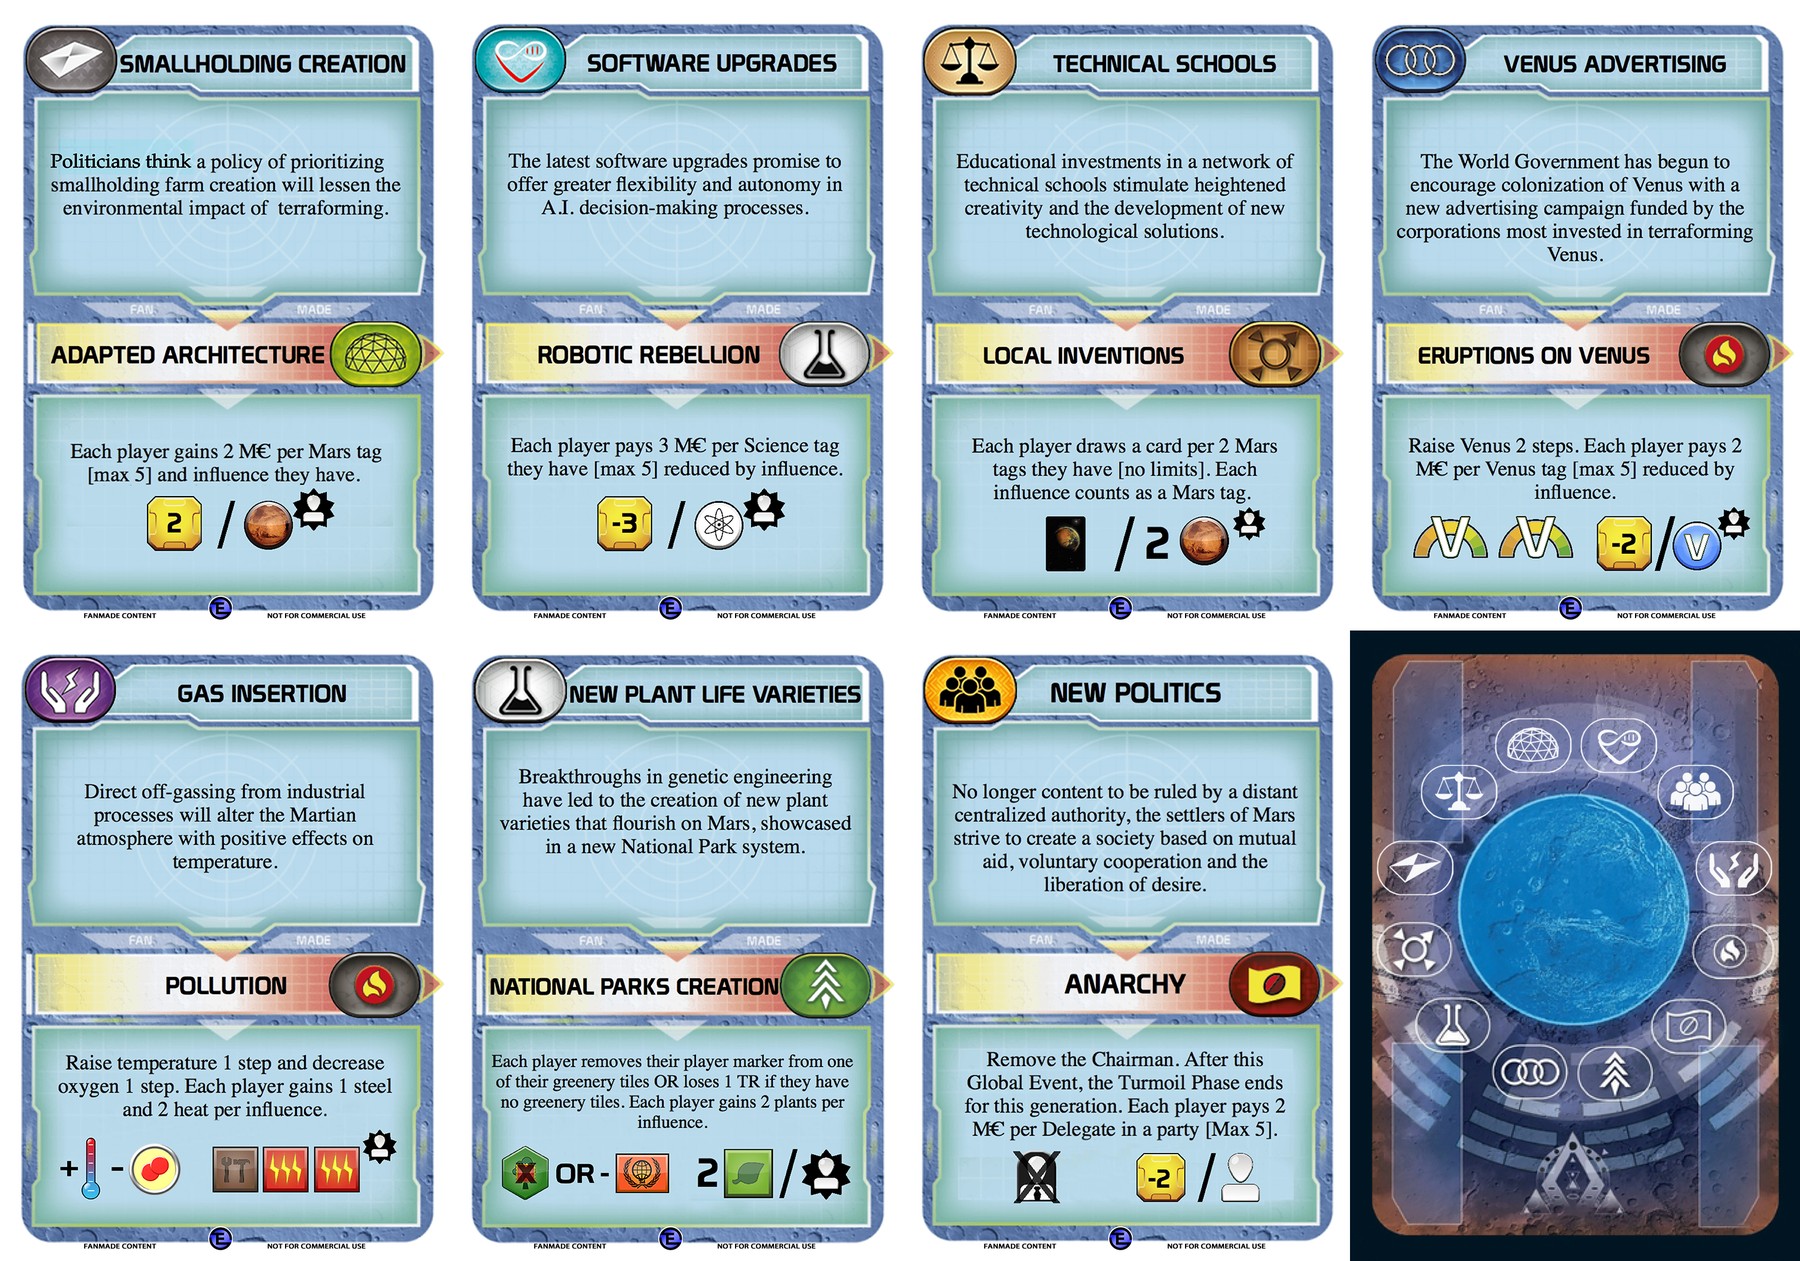 SMALLHOLDING CREATION
Politicians think a policy of prioritizing
smallholding farm creation will lessen the
environmental impact of terraforming.
FAN MADE
ADAPTED ARCHITECTURE
Each player gains 2 M€ per Mars tag
[max 5] and influence they have.
2 /
FANMADE CONTENT E NOT FOR COMMERCIAL USE
SOFTWARE UPGRADES
The latest software upgrades promise to
offer greater flexibility and autonomy in
A.I. decision-making processes.
FAN MADE
ROBOTIC REBELLION
Each player pays 3 M€ per Science tag
they have [max 5] reduced by influence.
-3 /
FANMADE CONTENT E NOT FOR COMMERCIAL USE
TECHNICAL SCHOOLS
Educational investments in a network of
technical schools stimulate heightened
creativity and the development of new
technological solutions.
FAN MADE
LOCAL INVENTIONS
Each player draws a card per 2 Mars
tags they have [no limits]. Each
influence counts as a Mars tag.
/ 2
FANMADE CONTENT E NOT FOR COMMERCIAL USE
VENUS ADVERTISING
The World Government has begun to
encourage colonization of Venus with a
new advertising campaign funded by the
corporations most invested in terraforming
Venus.
FAN MADE
ERUPTIONS ON VENUS
Raise Venus 2 steps. Each player pays 2
M€ per Venus tag [max 5] reduced by
influence.
V V -2 / V
FANMADE CONTENT E NOT FOR COMMERCIAL USE
GAS INSERTION
Direct off-gassing from industrial
processes will alter the Martian
atmosphere with positive effects on
temperature.
FAN MADE
POLLUTION
Raise temperature 1 step and decrease
oxygen 1 step. Each player gains 1 steel
and 2 heat per influence.
+ -
FANMADE CONTENT E NOT FOR COMMERCIAL USE
NEW PLANT LIFE VARIETIES
Breakthroughs in genetic engineering
have led to the creation of new plant
varieties that flourish on Mars, showcased
in a new National Park system.
FAN MADE
NATIONAL PARKS CREATION
Each player removes their player marker from one
of their greenery tiles OR loses 1 TR if they have
no greenery tiles. Each player gains 2 plants per
influence.
X OR - 2 /
FANMADE CONTENT E NOT FOR COMMERCIAL USE
NEW POLITICS
No longer content to be ruled by a distant
centralized authority, the settlers of Mars
strive to create a society based on mutual
aid, voluntary cooperation and the
liberation of desire.
FAN MADE
ANARCHY
Remove the Chairman. After this
Global Event, the Turmoil Phase ends
for this generation. Each player pays 2
M€ per Delegate in a party [Max 5].
-2 /
FANMADE CONTENT E NOT FOR COMMERCIAL USE